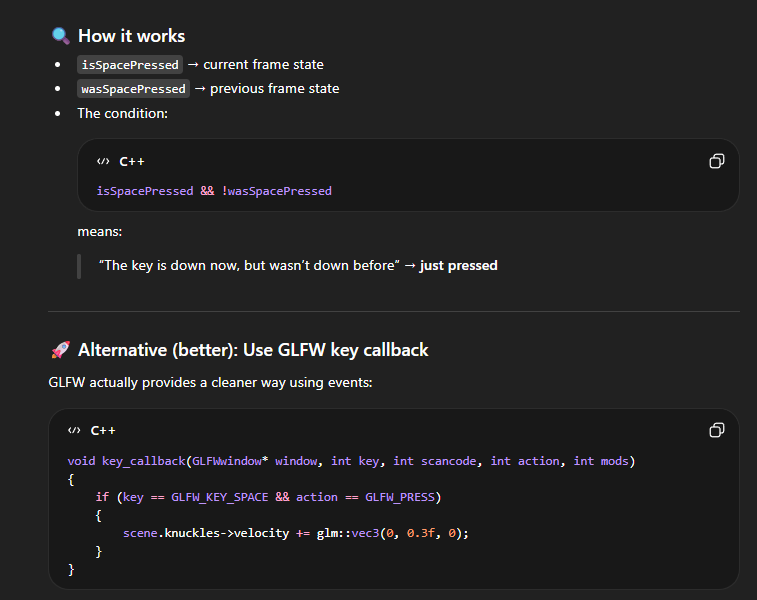 🔍 How it works
• isSpacePressed → current frame state
• wasSpacePressed → previous frame state
• The condition:
</> C++
isSpacePressed && !wasSpacePressed
means:
“The key is down now, but wasn’t down before” → just pressed
🚀 Alternative (better): Use GLFW key callback
GLFW actually provides a cleaner way using events:
</> C++
void key_callback(GLFWwindow* window, int key, int scancode, int action, int mods)
{
    if (key == GLFW_KEY_SPACE && action == GLFW_PRESS)
    {
        scene.knuckles->velocity += glm::vec3(0, 0.3f, 0);
    }
}